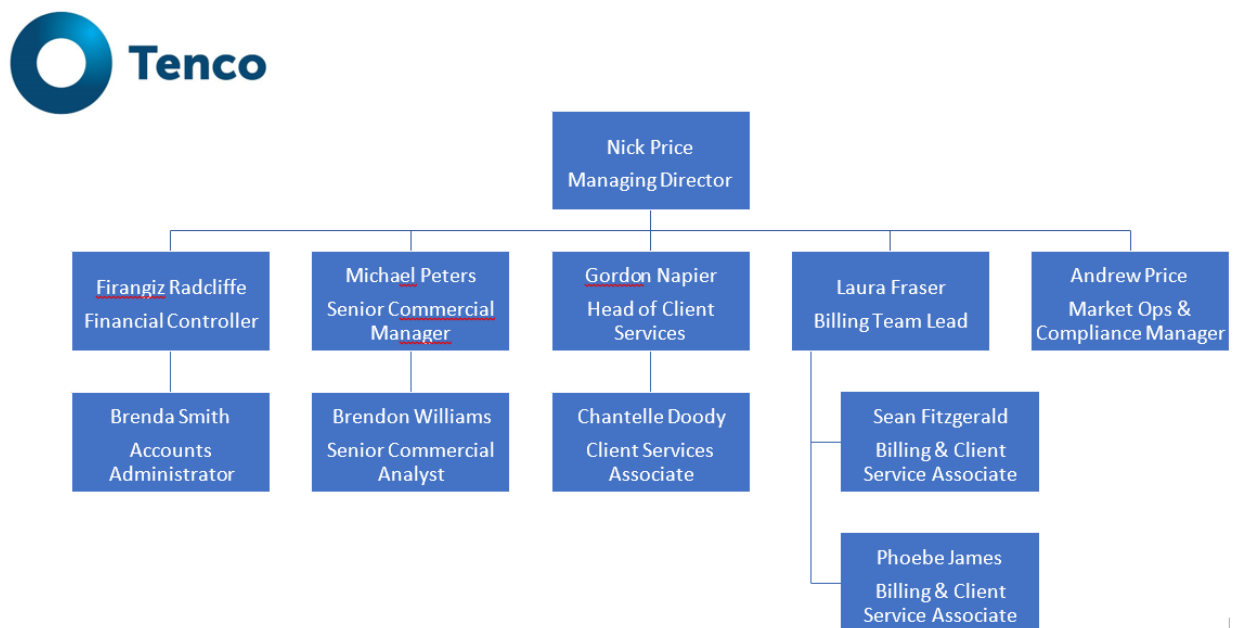 Tenco
Nick Price
Managing Director
Firangiz Radcliffe
Financial Controller
Michael Peters
Senior Commercial
Manager
Gordon Napier
Head of Client
Services
Laura Fraser
Billing Team Lead
Andrew Price
Market Ops &
Compliance Manager
Brenda Smith
Accounts
Administrator
Brendon Williams
Senior Commercial
Analyst
Chantelle Doody
Client Services
Associate
Sean Fitzgerald
Billing & Client
Service Associate
Phoebe James
Billing & Client
Service Associate